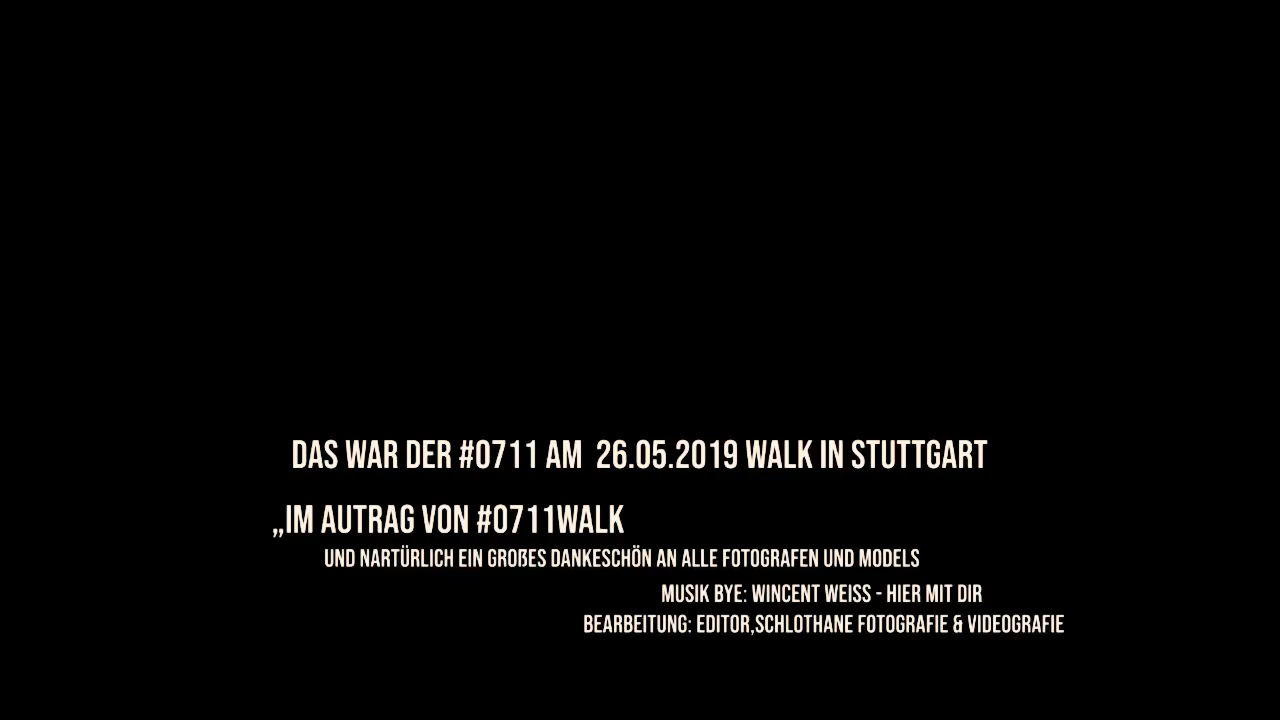 DAS WAR DER #0711 AM  26.05.2019 WALK IN STUTTGART
„IM AUTRAG VON #0711WALK
UND NARTÜRLICH EIN GROßES DANKESCHÖN AN ALLE FOTOGRAFEN UND MODELS
MUSIK BYE: WINCENT WEISS - HIER MIT DIR
BEARBEITUNG: EDITOR,SCHLOTHANE FOTOGRAFIE & VIDEOGRAFIE